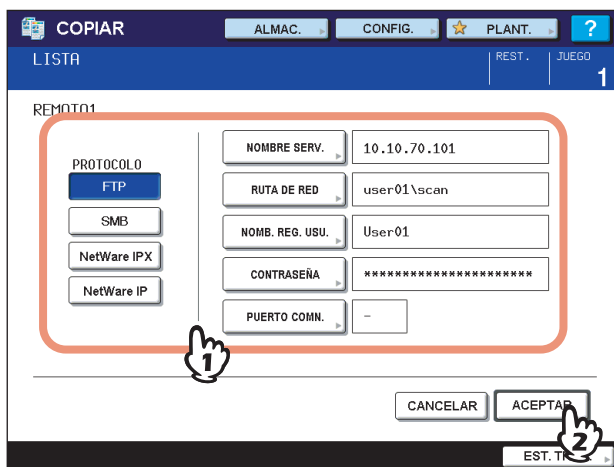 COPIAR ALMAC. CONFIG. PLANT. ?
LISTA REST. JUEGO
1
REMOTO1
PROTOCOLO
FTP
SMB
NetWare IPX
NetWare IP
NOMBRE SERV. 10.10.70.101
RUTA DE RED user01\scan
NOMB. REG. USU. User01
CONTRASEÑA ***********************
PUERTO COMN. -
1
CANCELAR ACEPTAR
2
EST.